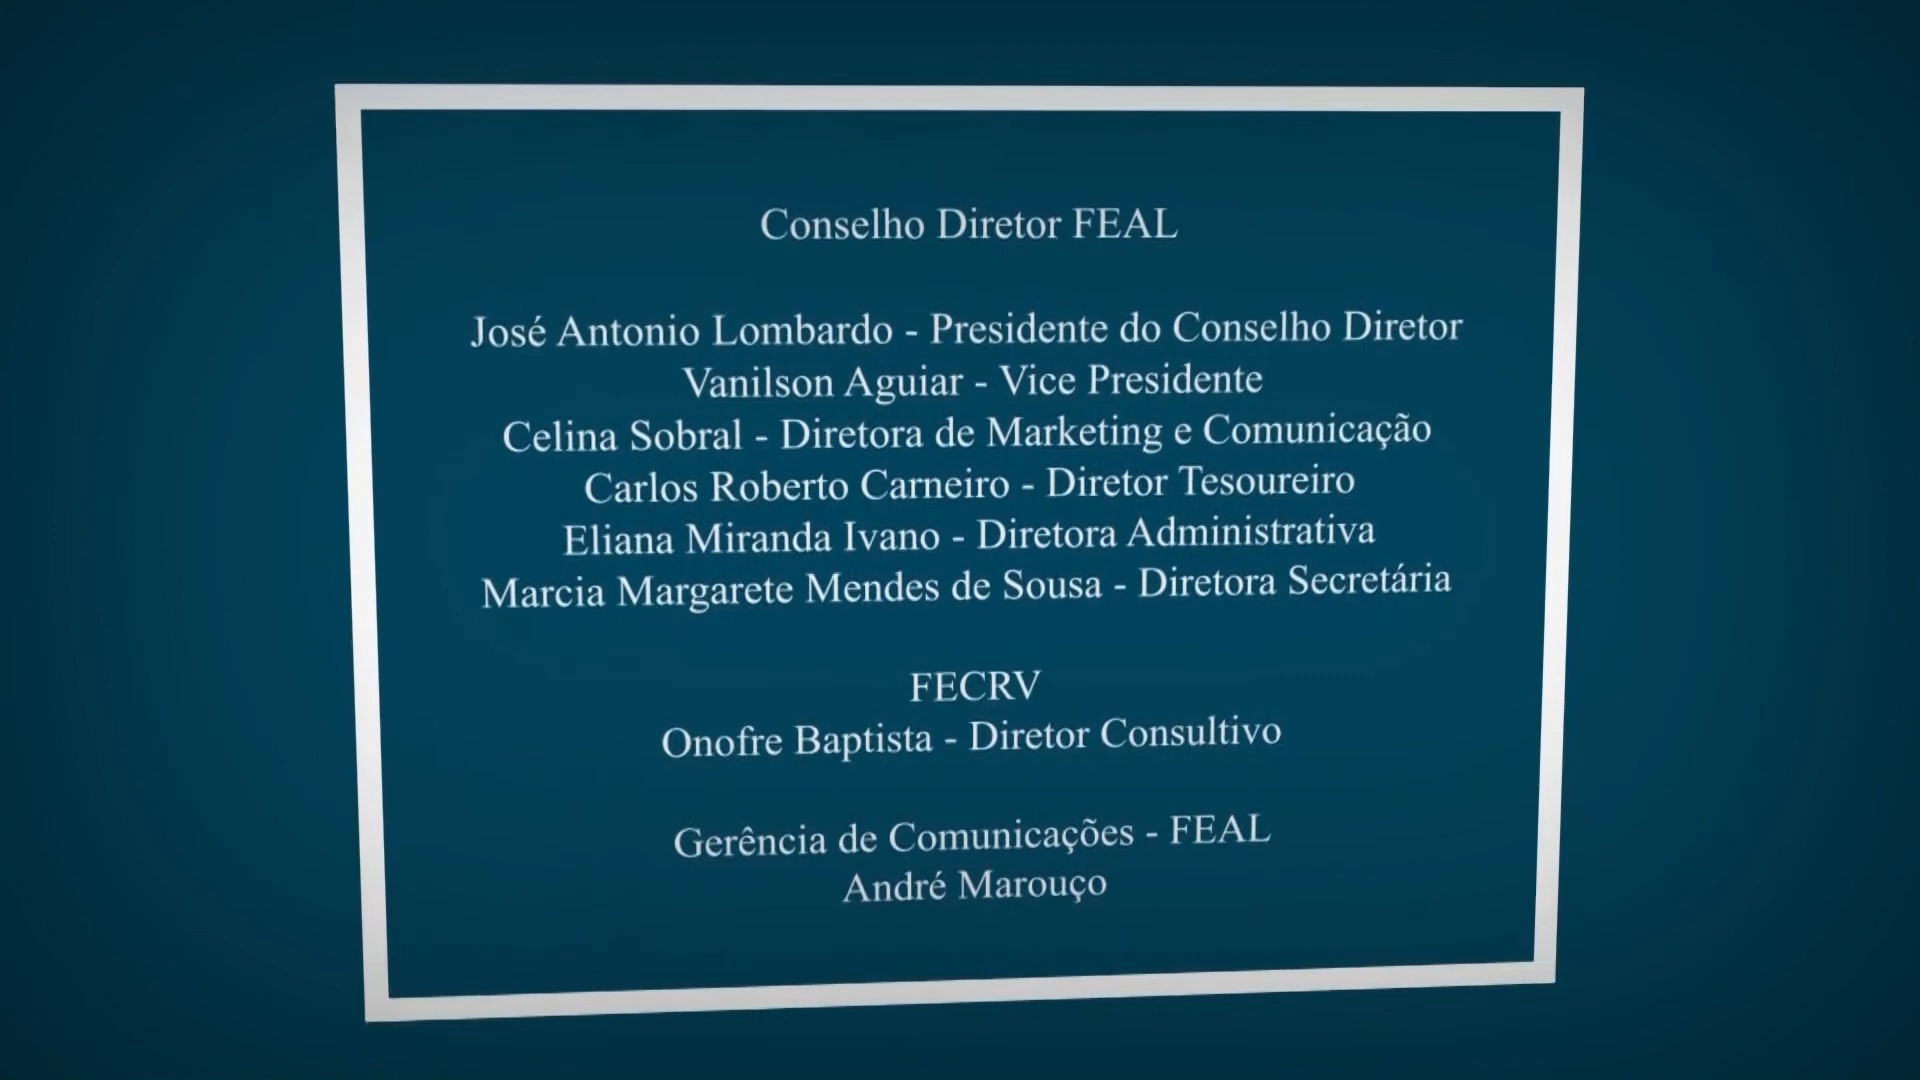 Conselho Diretor FEAL
José Antonio Lombardo - Presidente do Conselho Diretor
Vanilson Aguiar - Vice Presidente
Celina Sobral - Diretora de Marketing e Comunicação
Carlos Roberto Carneiro - Diretor Tesoureiro
Eliana Miranda Ivano - Diretora Administrativa
Marcia Margarete Mendes de Sousa - Diretora Secretária
FECRV
Onofre Baptista - Diretor Consultivo
Gerência de Comunicações - FEAL
André Marouço